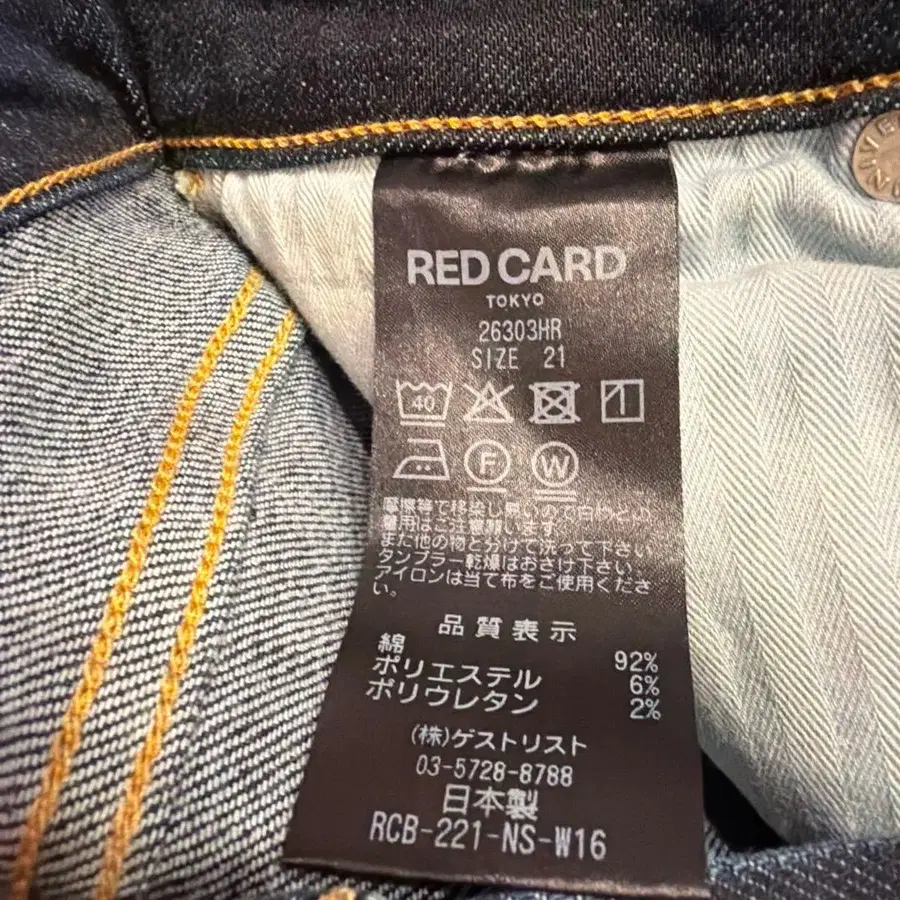 RED CARD
TOKYO
26303HR
SIZE 21
40
F W
摩擦等で移染し易いので白物との
着用はご注意願います
また他の物と分けて洗って下さい
タンブラー乾燥はおさけ下さい。
アイロンは当て布をご使用くださ
い。
品質表示
綿 92%
ポリエステル 6%
ポリウレタン 2%
(株)ゲストリスト
03-5728-8788
日本製
RCB-221-NS-W16